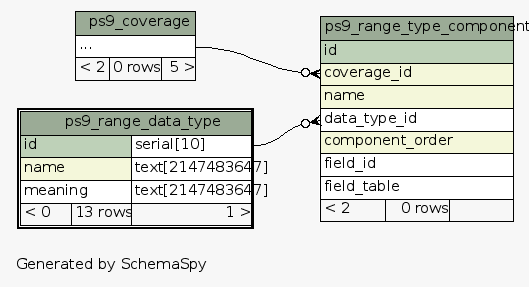 ps9_coverage
...
< 2 0 rows 5 >
ps9_range_data_type
id serial[10]
name text[2147483647]
meaning text[2147483647]
< 0 13 rows 1 >
ps9_range_type_component
id
coverage_id
name
data_type_id
component_order
field_id
field_table
< 2 0 rows
Generated by SchemaSpy